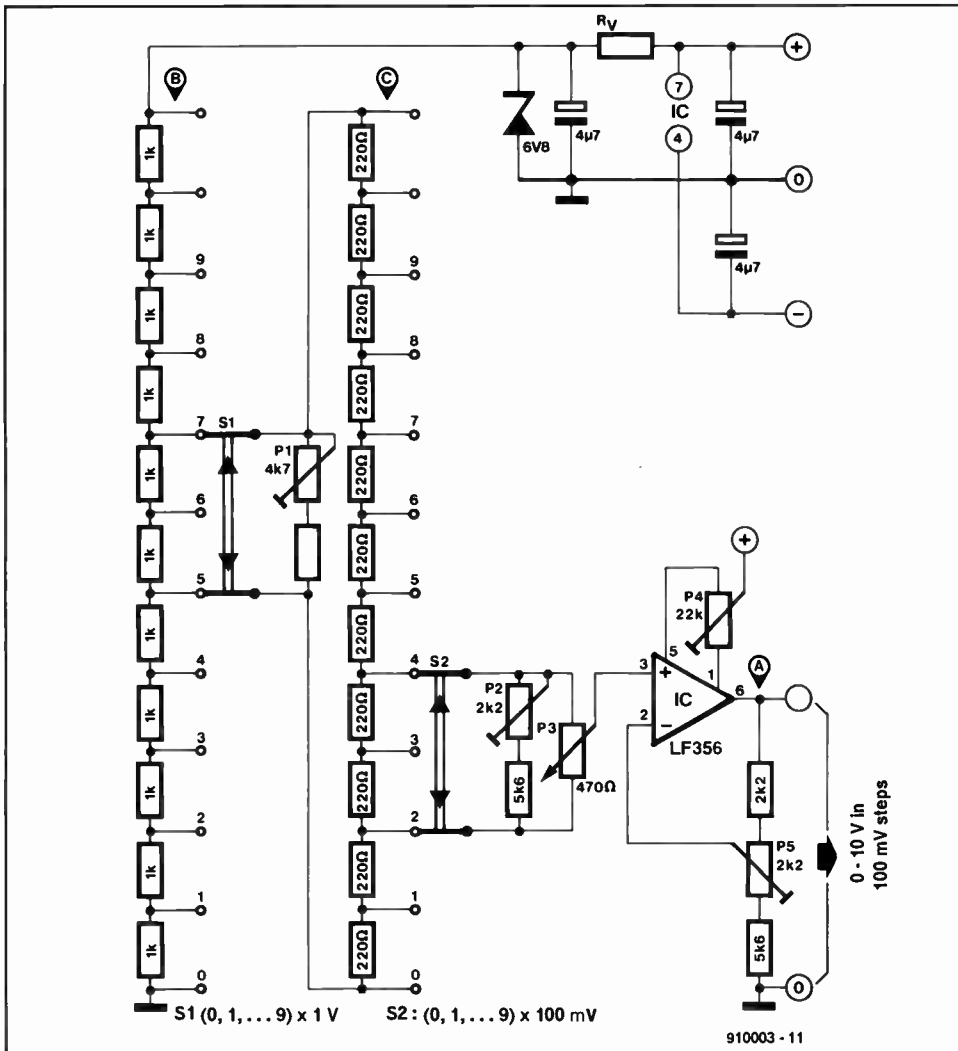 RV
+
B
C
7
IC
4
4µ7
4µ7
6V8
0
4µ7
−
1k
1k
1k
1k
1k
1k
1k
1k
1k
1k
1k
9
8
7
6
5
4
3
2
1
0
S1
P1
4k7
220Ω
220Ω
220Ω
220Ω
220Ω
220Ω
220Ω
220Ω
220Ω
220Ω
220Ω
9
8
7
6
5
4
3
2
1
0
S2
P2
2k2
5k6
P3
470Ω
+
P4
22k
5
1
3
+
2
−
IC
6
LF356
A
2k2
P5
2k2
5k6
0
0 - 10 V in
100 mV steps
S1 (0, 1, ... 9) x 1 V
S2 : (0, 1, ... 9) x 100 mV
910003 - 11